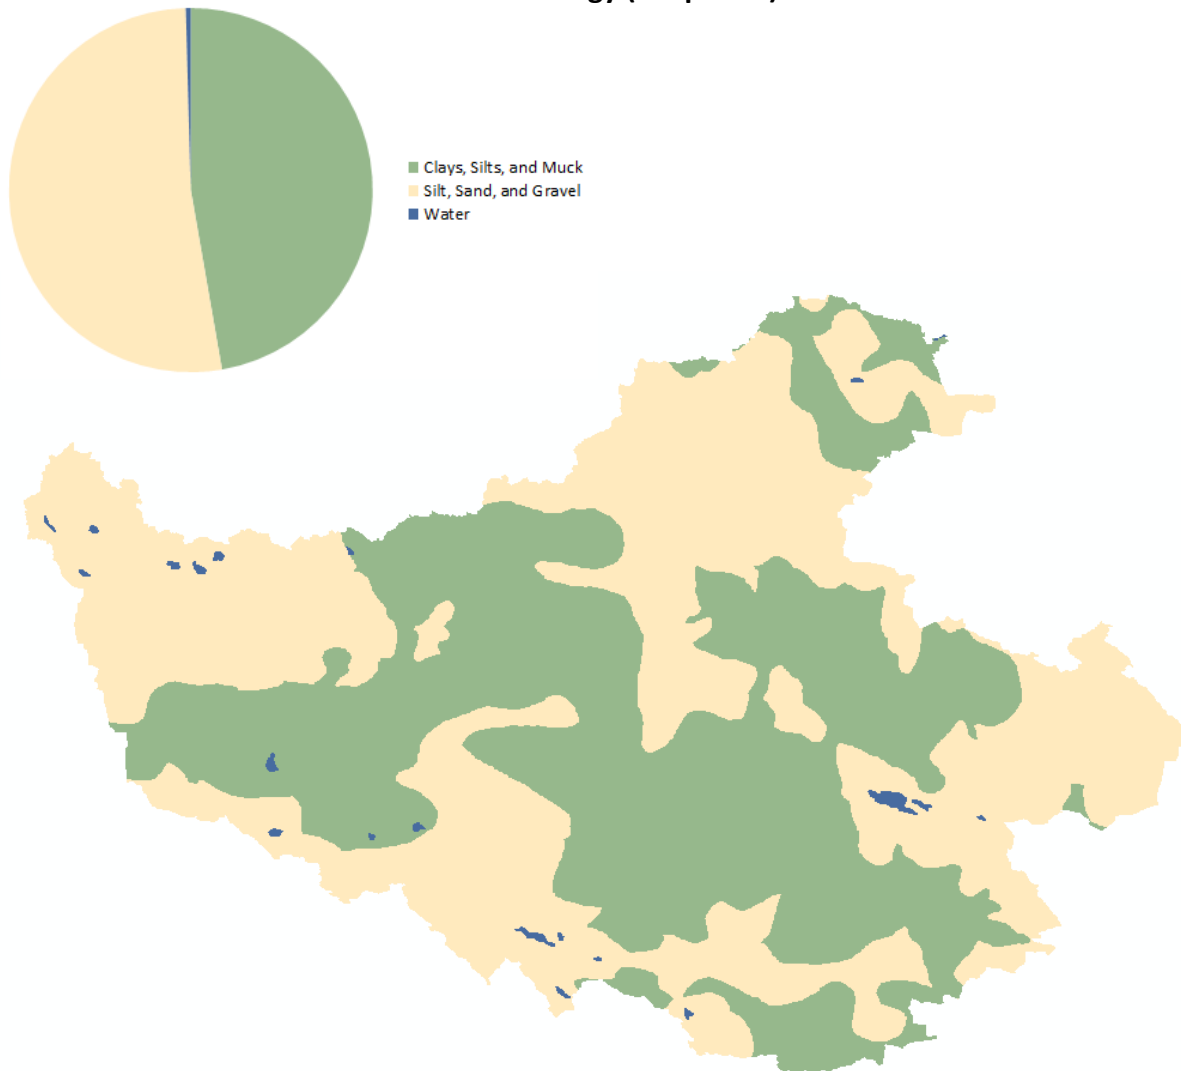 Clays, Silts, and Muck
Silt, Sand, and Gravel
Water